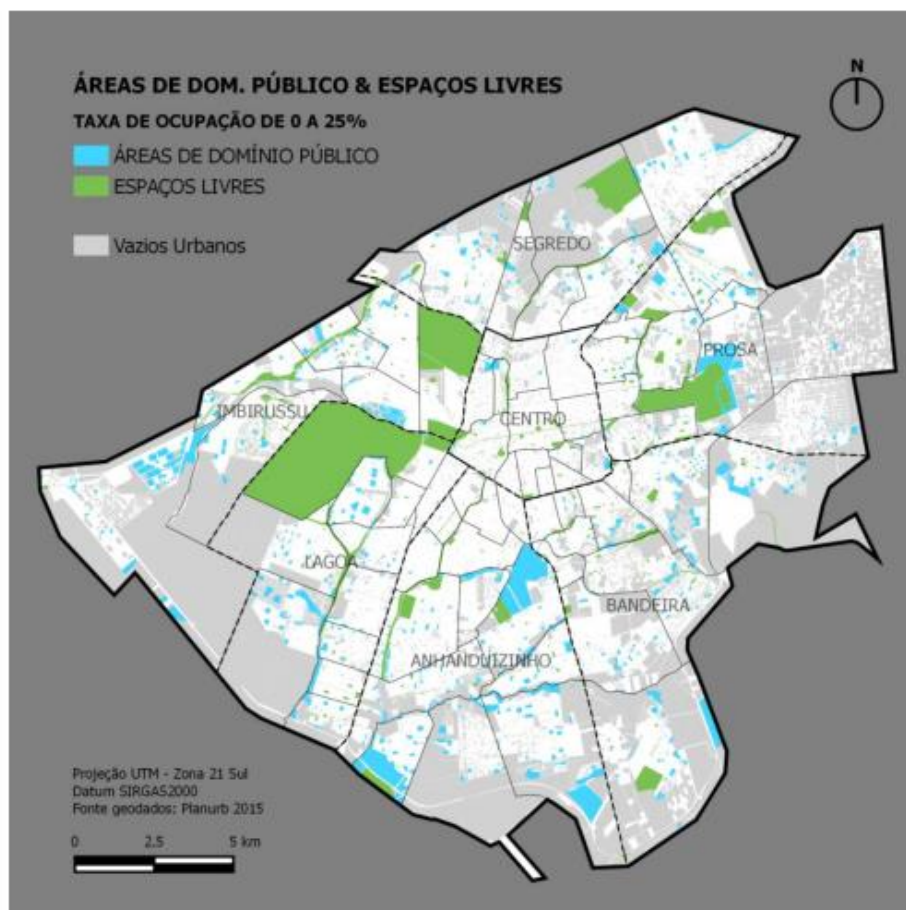 ÁREAS DE DOM. PÚBLICO & ESPAÇOS LIVRES
N
TAXA DE OCUPAÇÃO DE 0 A 25%
ÁREAS DE DOMÍNIO PÚBLICO
ESPAÇOS LIVRES
Vazios Urbanos
SEGREDO
PROSA
IMBIRUSSU
CENTRO
LAGOA
BANDEIRA
ANHANDUIZINHO
Projeção UTM - Zona 21 Sul
Datum SIRGAS2000
Fonte geodados: Planurb 2015
0 2,5 5 km